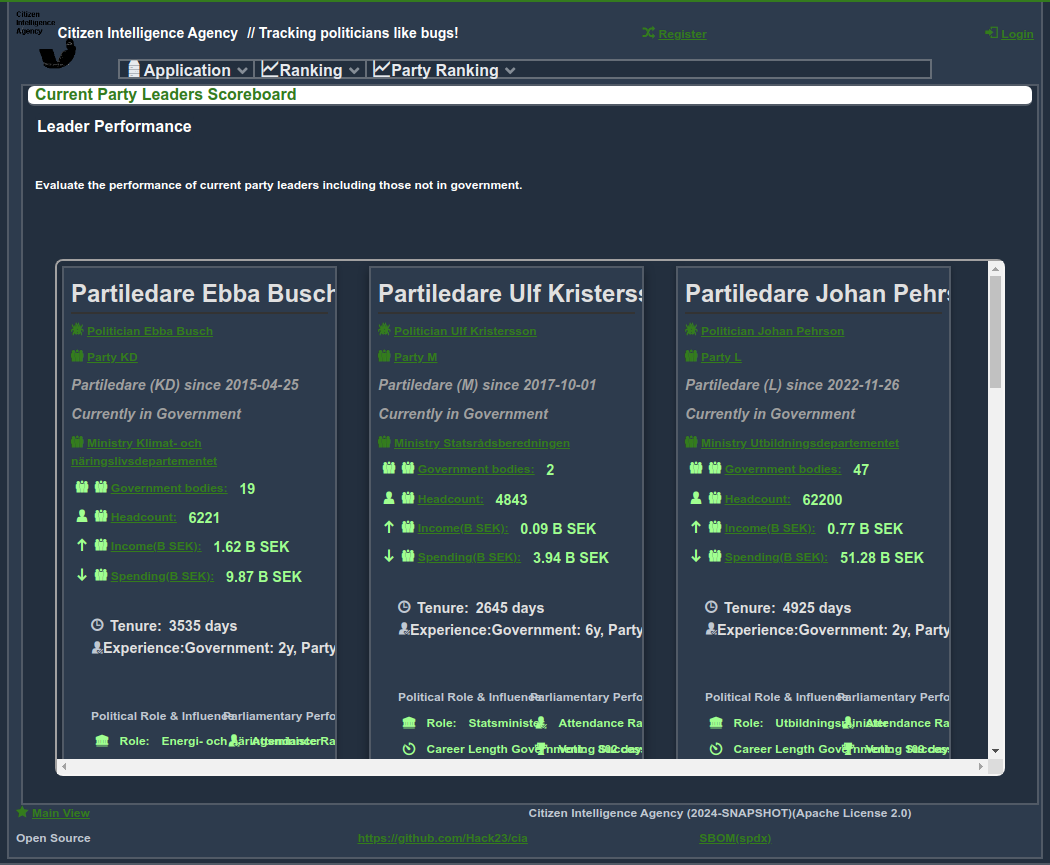 Citizen
Intelligence
Agency
Citizen Intelligence Agency // Tracking politicians like bugs!
Register
Login
Application
Ranking
Party Ranking
Current Party Leaders Scoreboard
Leader Performance
Evaluate the performance of current party leaders including those not in government.
Partiledare Ebba Busch
Politician Ebba Busch
Party KD
Partiledare (KD) since 2015-04-25
Currently in Government
Ministry Klimat- och
näringslivsdepartementet
Government bodies: 19
Headcount: 6221
Income(B SEK): 1.62 B SEK
Spending(B SEK): 9.87 B SEK
Tenure: 3535 days
Experience:Government: 2y, Party
Political Role & Influence
Parliamentary Perfo
Role: Energi- och
Attendance Ra
Partiledare Ulf Kristers
Politician Ulf Kristersson
Party M
Partiledare (M) since 2017-10-01
Currently in Government
Ministry Statsrådsberedningen
Government bodies: 2
Headcount: 4843
Income(B SEK): 0.09 B SEK
Spending(B SEK): 3.94 B SEK
Tenure: 2645 days
Experience:Government: 6y, Party
Political Role & Influence
Parliamentary Perfo
Role: Statsminister
Attendance Ra
Career Length
Partiledare Johan Pehr
Politician Johan Pehrson
Party L
Partiledare (L) since 2022-11-26
Currently in Government
Ministry Utbildningsdepartementet
Government bodies: 47
Headcount: 62200
Income(B SEK): 0.77 B SEK
Spending(B SEK): 51.28 B SEK
Tenure: 4925 days
Experience:Government: 2y, Party
Political Role & Influence
Parliamentary Perfo
Role: Utbildningsminister
Attendance Ra
Career Length
Main View
Citizen Intelligence Agency (2024-SNAPSHOT)(Apache License 2.0)
Open Source
https://github.com/Hack23/cia
SBOM(spdx)